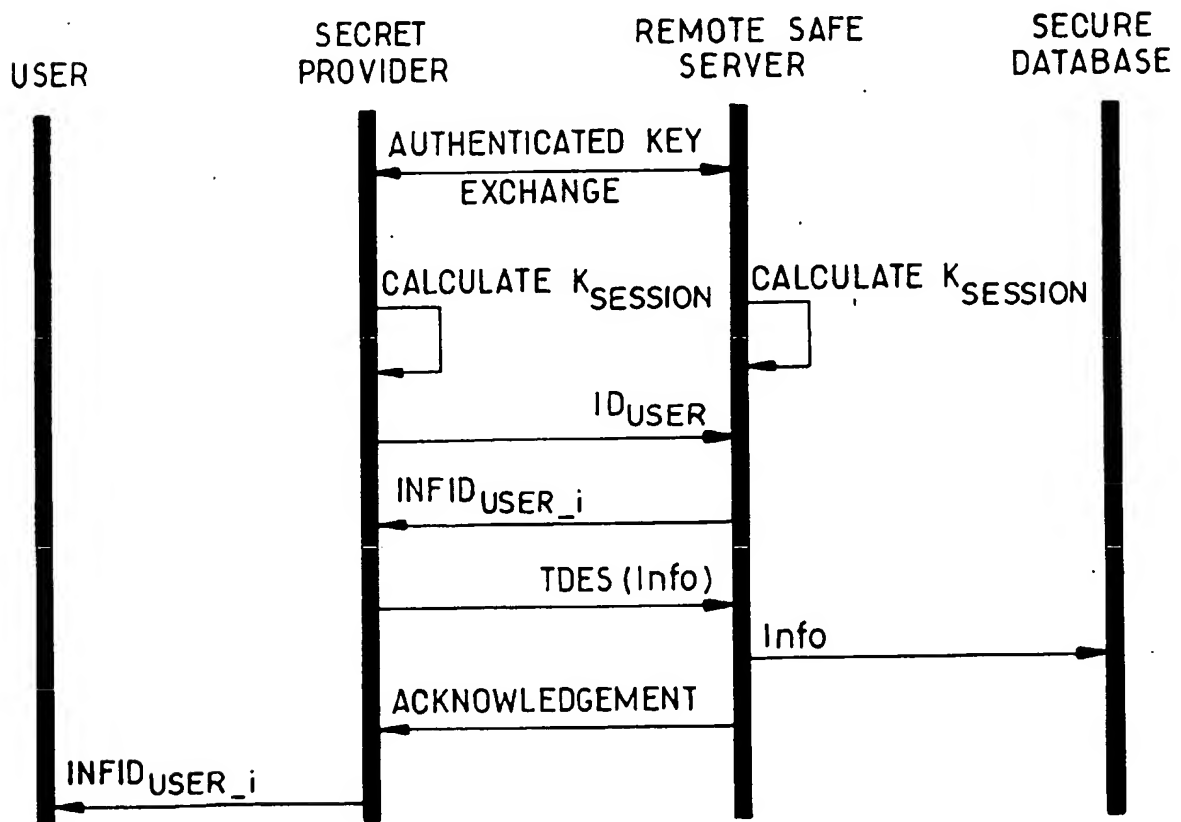 USER
SECRET
PROVIDER
REMOTE SAFE
SERVER
SECURE
DATABASE
AUTHENTICATED KEY
EXCHANGE
CALCULATE KSESSION
CALCULATE KSESSION
IDUSER
INFIDUSER_i
TDES (Info)
Info
ACKNOWLEDGEMENT
INFIDUSER_i